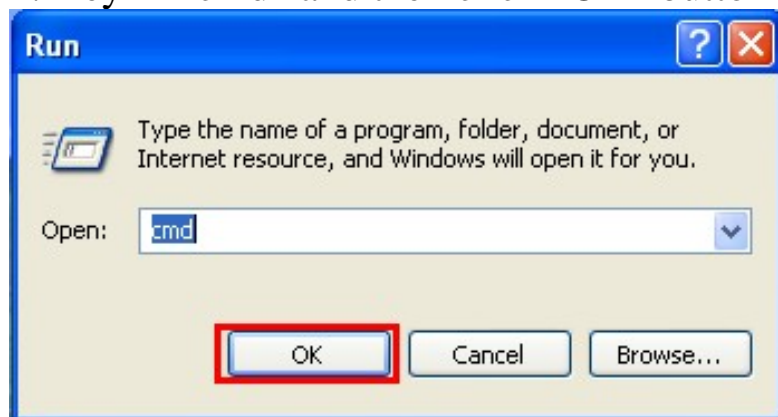 Run
Type the name of a program, folder, document, or
Internet resource, and Windows will open it for you.
Open: cmd
OK Cancel Browse...